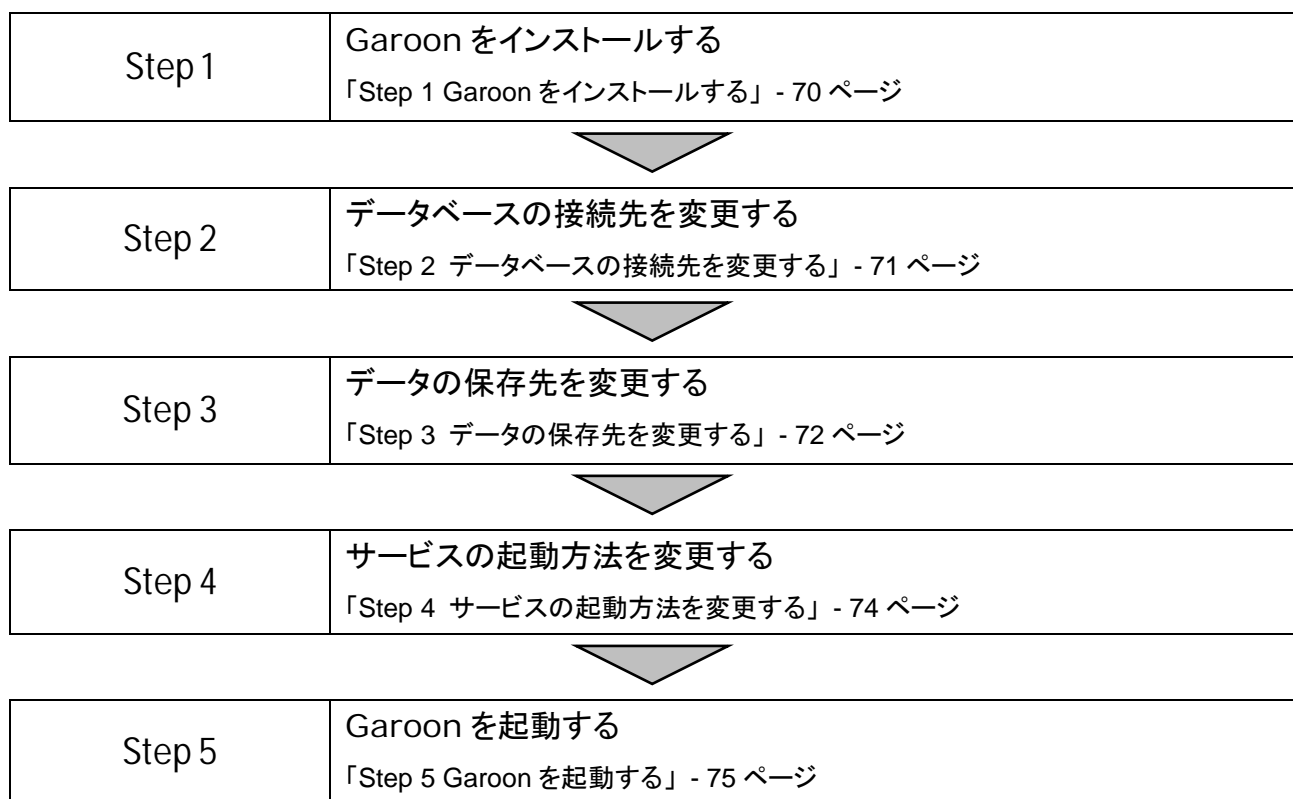 Step 1
Garoon をインストールする
「Step 1 Garoon をインストールする」 - 70 ページ
Step 2
データベースの接続先を変更する
「Step 2 データベースの接続先を変更する」 - 71 ページ
Step 3
データの保存先を変更する
「Step 3 データの保存先を変更する」 - 72 ページ
Step 4
サービスの起動方法を変更する
「Step 4 サービスの起動方法を変更する」 - 74 ページ
Step 5
Garoon を起動する
「Step 5 Garoon を起動する」 - 75 ページ